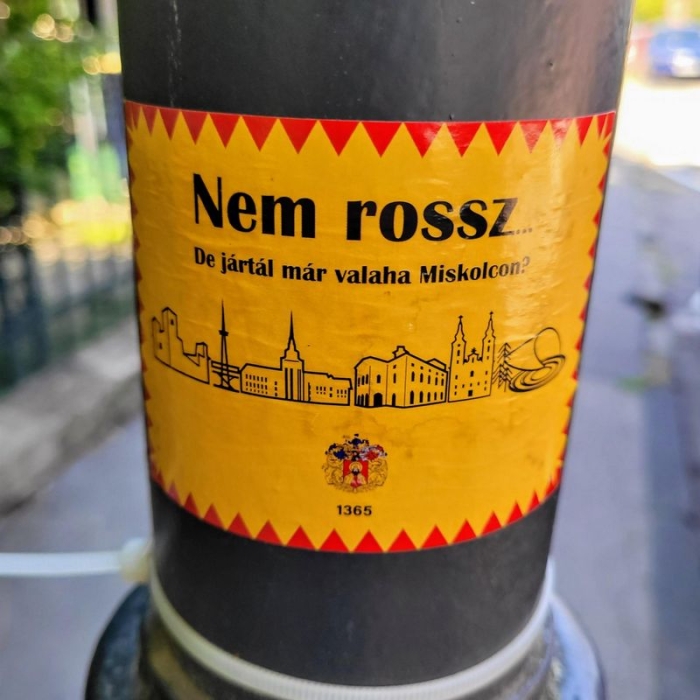 Nem rossz...
De jártál már valaha Miskolcon?
1365